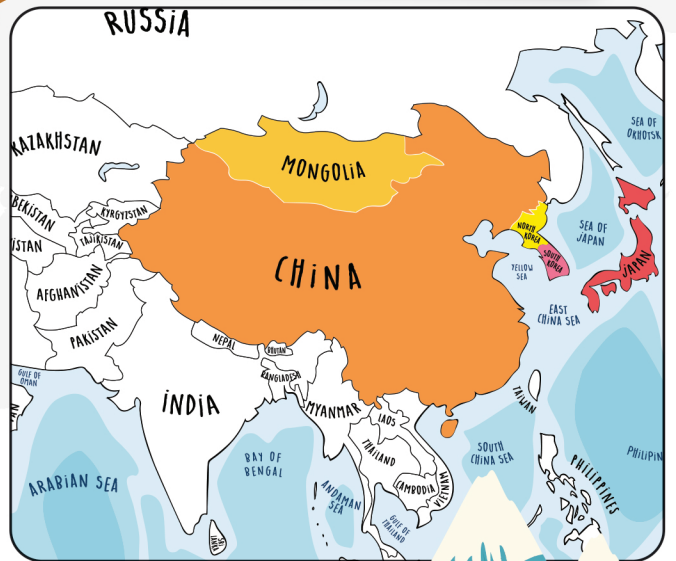 RUSSiA
KAZAKHSTAN
MONGOLiA
SEA OF
OKHOTSK
BEKISTAN
KYRGYZSTAN
iSTAN
TAJiKiSTAN
NORTH
KOREA
SEA OF
JAPAN
SOUTH
KOREA
JAPAN
CHiNA
YELLOW
SEA
AFGHANiSTAN
EAST
CHiNA SEA
PAKiSTAN
NEPAL
BHUTAN
BANGLADESH
GULF OF
OMAN
iNDiA
MYANMAR
LAOS
TAiWAN
THAiLAND
ViETNAM
CAMBODiA
BAY OF
BENGAL
SOUTH
CHiNA SEA
PHiLiPPiNES
PHiLiPiN
ARABiAN SEA
ANDAMAN
SEA
GULF OF
THAiLAND
SRi
LANKA